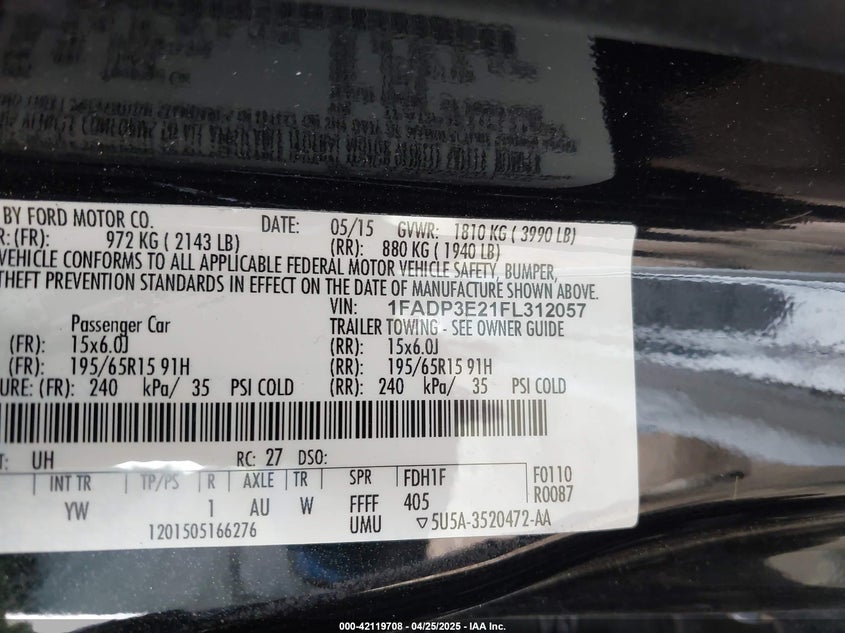 BY FORD MOTOR CO. DATE: 05/15 GVWR: 1810 KG ( 3990 LB)
R: (FR): 972 KG ( 2143 LB) (RR): 880 KG ( 1940 LB)
VEHICLE CONFORMS TO ALL APPLICABLE FEDERAL MOTOR VEHICLE SAFETY, BUMPER,
THEFT PREVENTION STANDARDS IN EFFECT ON THE DATE OF MANUFACTURE SHOWN ABOVE.
VIN: 1FADP3E21FL312057
Passenger Car TRAILER TOWING - SEE OWNER GUIDE
(FR): 15x6.0J (RR): 15x6.0J
(FR): 195/65R15 91H (RR): 195/65R15 91H
URE: (FR): 240 kPa/ 35 PSI COLD (RR): 240 kPa/ 35 PSI COLD
T: UH RC: 27 DSO:
INT TR TP/PS R AXLE TR SPR FDH1F F0110
YW 1 AU W FFFF 405 R0087
1201505166276 UMU ▽5U5A-3520472-AA
000-42119708 - 04/25/2025 - IAA Inc.